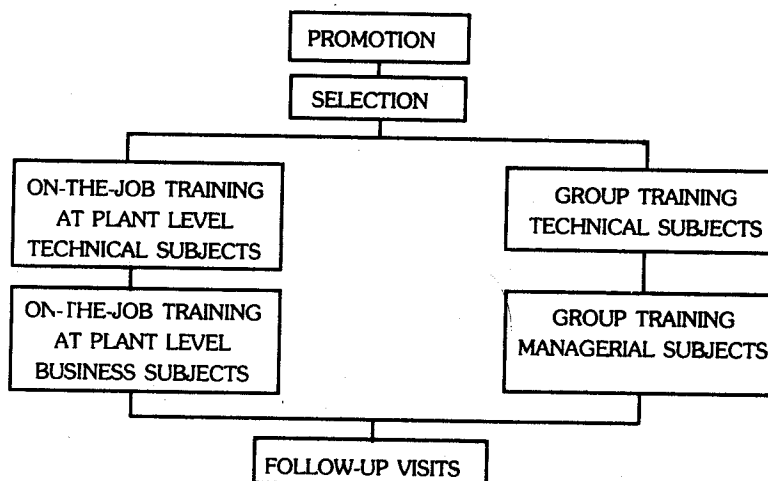 PROMOTION
SELECTION
ON-THE-JOB TRAINING
AT PLANT LEVEL
TECHNICAL SUBJECTS
GROUP TRAINING
TECHNICAL SUBJECTS
ON-THE-JOB TRAINING
AT PLANT LEVEL
BUSINESS SUBJECTS
GROUP TRAINING
MANAGERIAL SUBJECTS
FOLLOW-UP VISITS